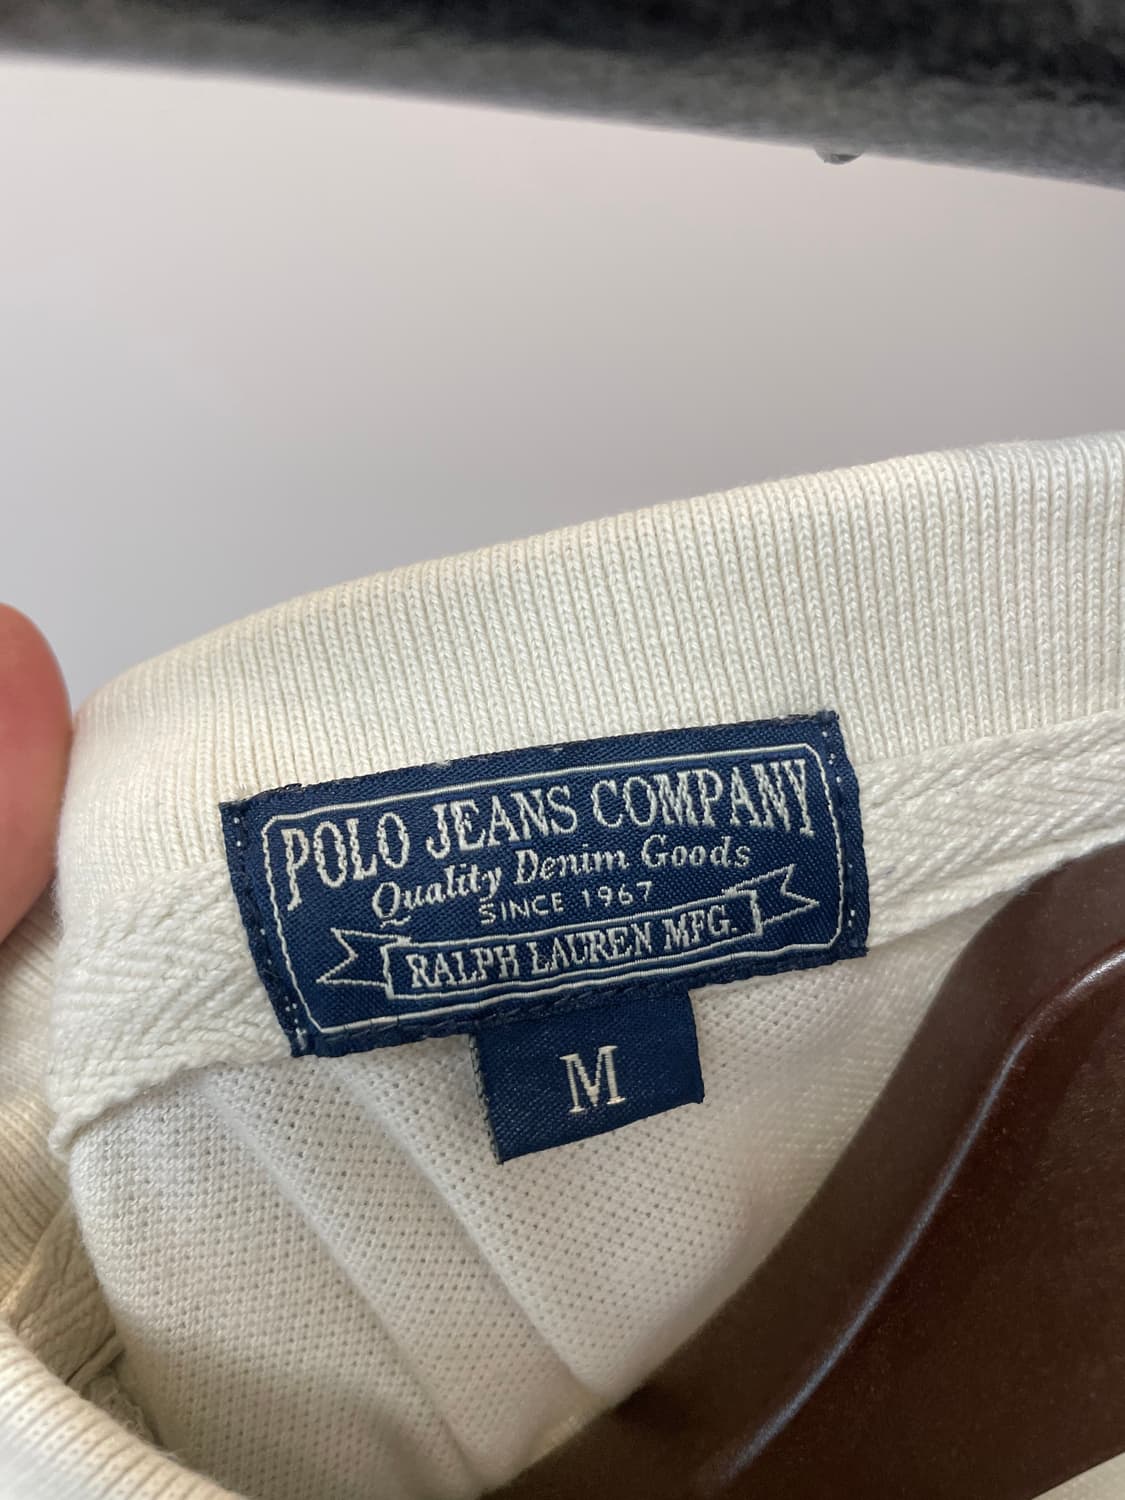 POLO JEANS COMPANY
Quality Denim Goods
SINCE 1967
RALPH LAUREN MFG.
M